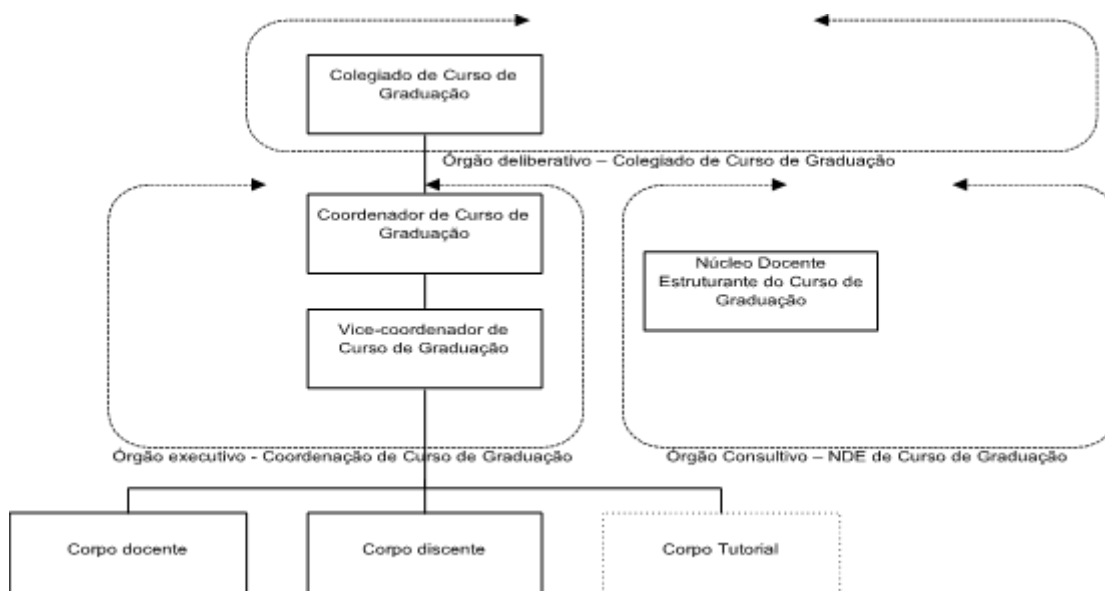 Colegiado de Curso de
Graduação
Órgão deliberativo – Colegiado de Curso de Graduação
Coordenador de Curso de
Graduação
Núcleo Docente
Estruturante do Curso de
Graduação
Vice-coordenador de
Curso de Graduação
Órgão executivo - Coordenação de Curso de Graduação
Órgão Consultivo – NDE de Curso de Graduação
Corpo docente
Corpo discente
Corpo Tutorial